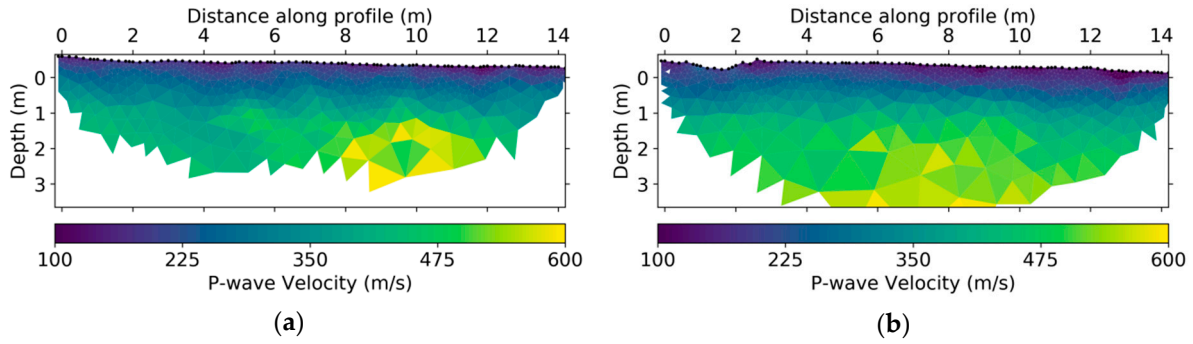 Distance along profile (m)
0 2 4 6 8 10 12 14
Depth (m)
0
1
2
3
100 225 350 475 600
P-wave Velocity (m/s)
(a)
Distance along profile (m)
0 2 4 6 8 10 12 14
Depth (m)
0
1
2
3
100 225 350 475 600
P-wave Velocity (m/s)
(b)